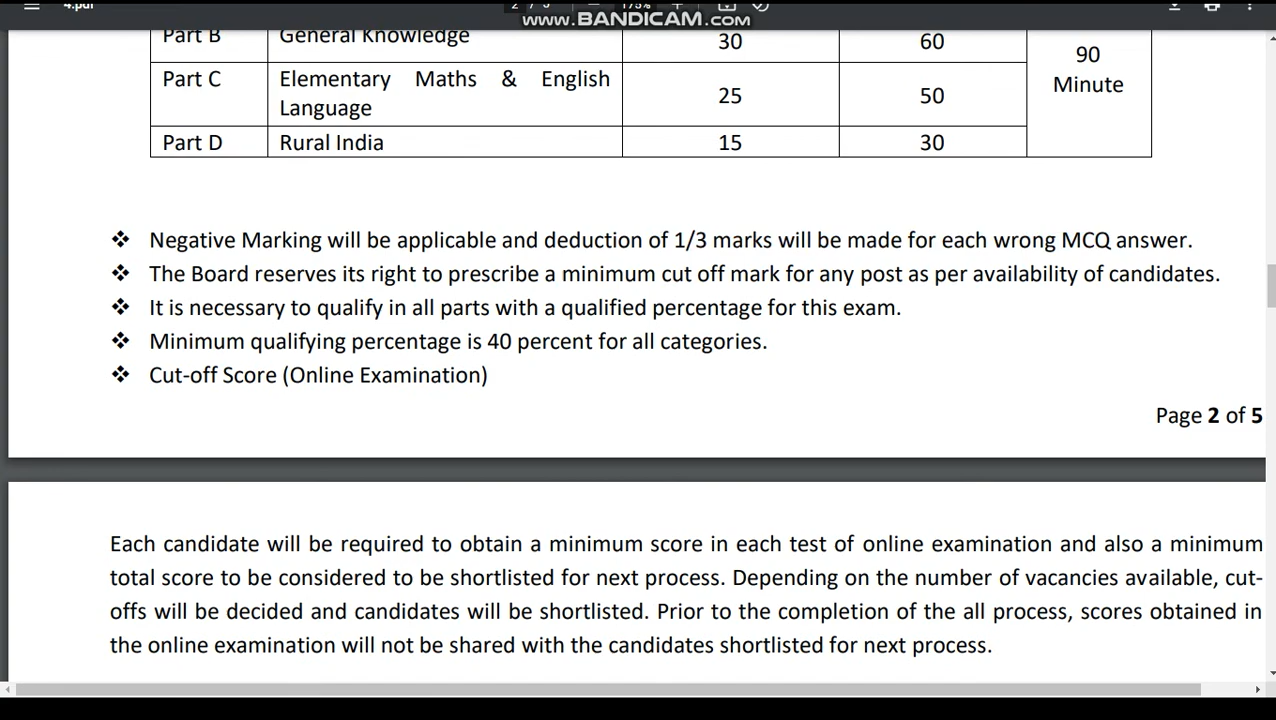 4.pdf
2 / 5
175%
www.BANDICAM.com
Part B General Knowledge 30 60
90
Minute
Part C Elementary Maths & English
Language
25 50
Part D Rural India 15 30
❖ Negative Marking will be applicable and deduction of 1/3 marks will be made for each wrong MCQ answer.
❖ The Board reserves its right to prescribe a minimum cut off mark for any post as per availability of candidates.
❖ It is necessary to qualify in all parts with a qualified percentage for this exam.
❖ Minimum qualifying percentage is 40 percent for all categories.
❖ Cut-off Score (Online Examination)
Page 2 of 5
Each candidate will be required to obtain a minimum score in each test of online examination and also a minimum
total score to be considered to be shortlisted for next process. Depending on the number of vacancies available, cut-
offs will be decided and candidates will be shortlisted. Prior to the completion of the all process, scores obtained in
the online examination will not be shared with the candidates shortlisted for next process.